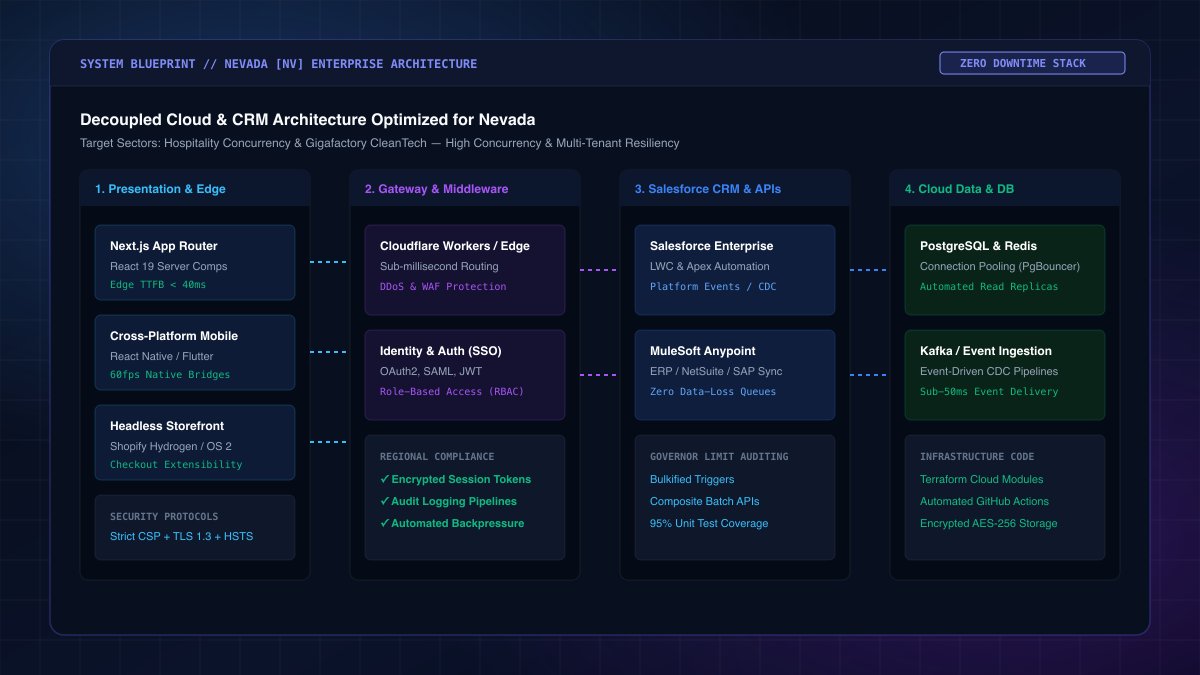 SYSTEM BLUEPRINT // NEVADA [NV] ENTERPRISE ARCHITECTURE
ZERO DOWNTIME STACK
Decoupled Cloud & CRM Architecture Optimized for Nevada
Target Sectors: Hospitality Concurrency & Gigafactory CleanTech — High Concurrency & Multi-Tenant Resiliency
1. Presentation & Edge
Next.js App Router
React 19 Server Comps
Edge TTFB < 40ms
Cross-Platform Mobile
React Native / Flutter
60fps Native Bridges
Headless Storefront
Shopify Hydrogen / OS 2
Checkout Extensibility
SECURITY PROTOCOLS
Strict CSP + TLS 1.3 + HSTS
2. Gateway & Middleware
Cloudflare Workers / Edge
Sub-millisecond Routing
DDoS & WAF Protection
Identity & Auth (SSO)
OAuth2, SAML, JWT
Role-Based Access (RBAC)
REGIONAL COMPLIANCE
✓ Encrypted Session Tokens
✓ Audit Logging Pipelines
✓ Automated Backpressure
3. Salesforce CRM & APIs
Salesforce Enterprise
LWC & Apex Automation
Platform Events / CDC
MuleSoft Anypoint
ERP / NetSuite / SAP Sync
Zero Data-Loss Queues
GOVERNOR LIMIT AUDITING
Bulkified Triggers
Composite Batch APIs
95% Unit Test Coverage
4. Cloud Data & DB
PostgreSQL & Redis
Connection Pooling (PgBouncer)
Automated Read Replicas
Kafka / Event Ingestion
Event-Driven CDC Pipelines
Sub-50ms Event Delivery
INFRASTRUCTURE CODE
Terraform Cloud Modules
Automated GitHub Actions
Encrypted AES-256 Storage